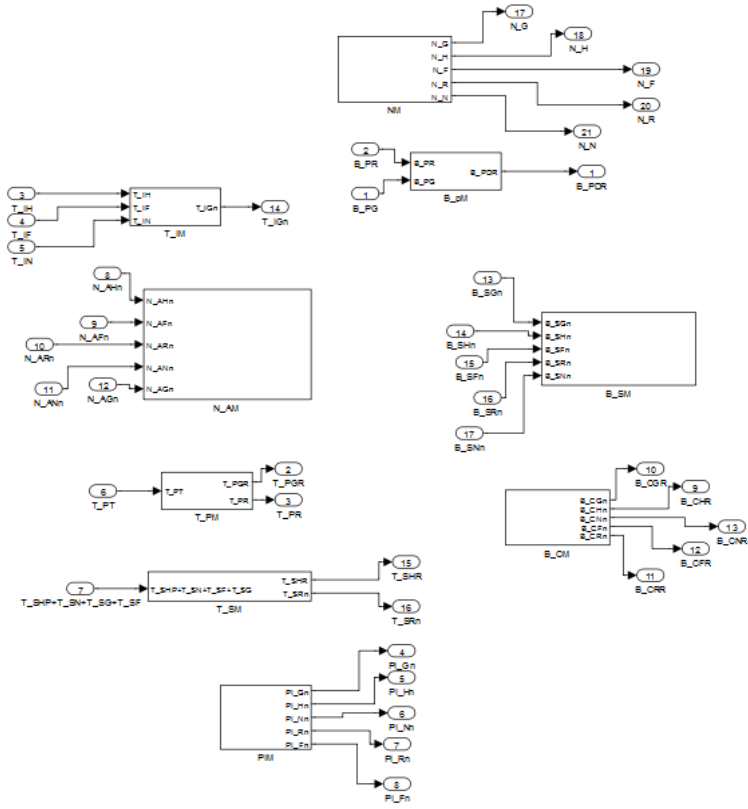 17
N_G
18
N_H
19
N_F
20
N_R
21
N_N
N_G
N_H
N_F
N_R
N_N
NM
2
B_PR
1
B_PG
B_PR
B_PG
B_PDR
B_pM
1
B_PDR
3
T_IH
4
T_IF
5
T_IN
T_IH
T_IF
T_IN
T_IGn
T_IM
14
T_IGn
8
N_AHn
9
N_AFn
10
N_ARn
11
N_ANn
12
N_AGn
N_AHn
N_AFn
N_ARn
N_ANn
N_AGn
N_AM
13
B_SGn
14
B_SHn
15
B_SFn
16
B_SRn
17
B_SNn
B_SGn
B_SHn
B_SFn
B_SRn
B_SNn
B_SM
6
T_PT
T_PT
T_PGR
T_PR
T_PM
2
T_PGR
3
T_PR
B_CGn
B_CHn
B_CNn
B_CFn
B_CRn
B_CM
10
B_CGR
9
B_CHR
13
B_CNR
12
B_CFR
11
B_CRR
7
T_SHP+T_SN+T_SG+T_SF
T_SHP+T_SN+T_SF+T_SG
T_SHR
T_SRn
T_SM
15
T_SHR
16
T_SRn
PI_Gn
PI_Hn
PI_Nn
PI_Rn
PI_Fn
PIM
4
PI_Gn
5
PI_Hn
6
PI_Nn
7
PI_Rn
8
PI_Fn